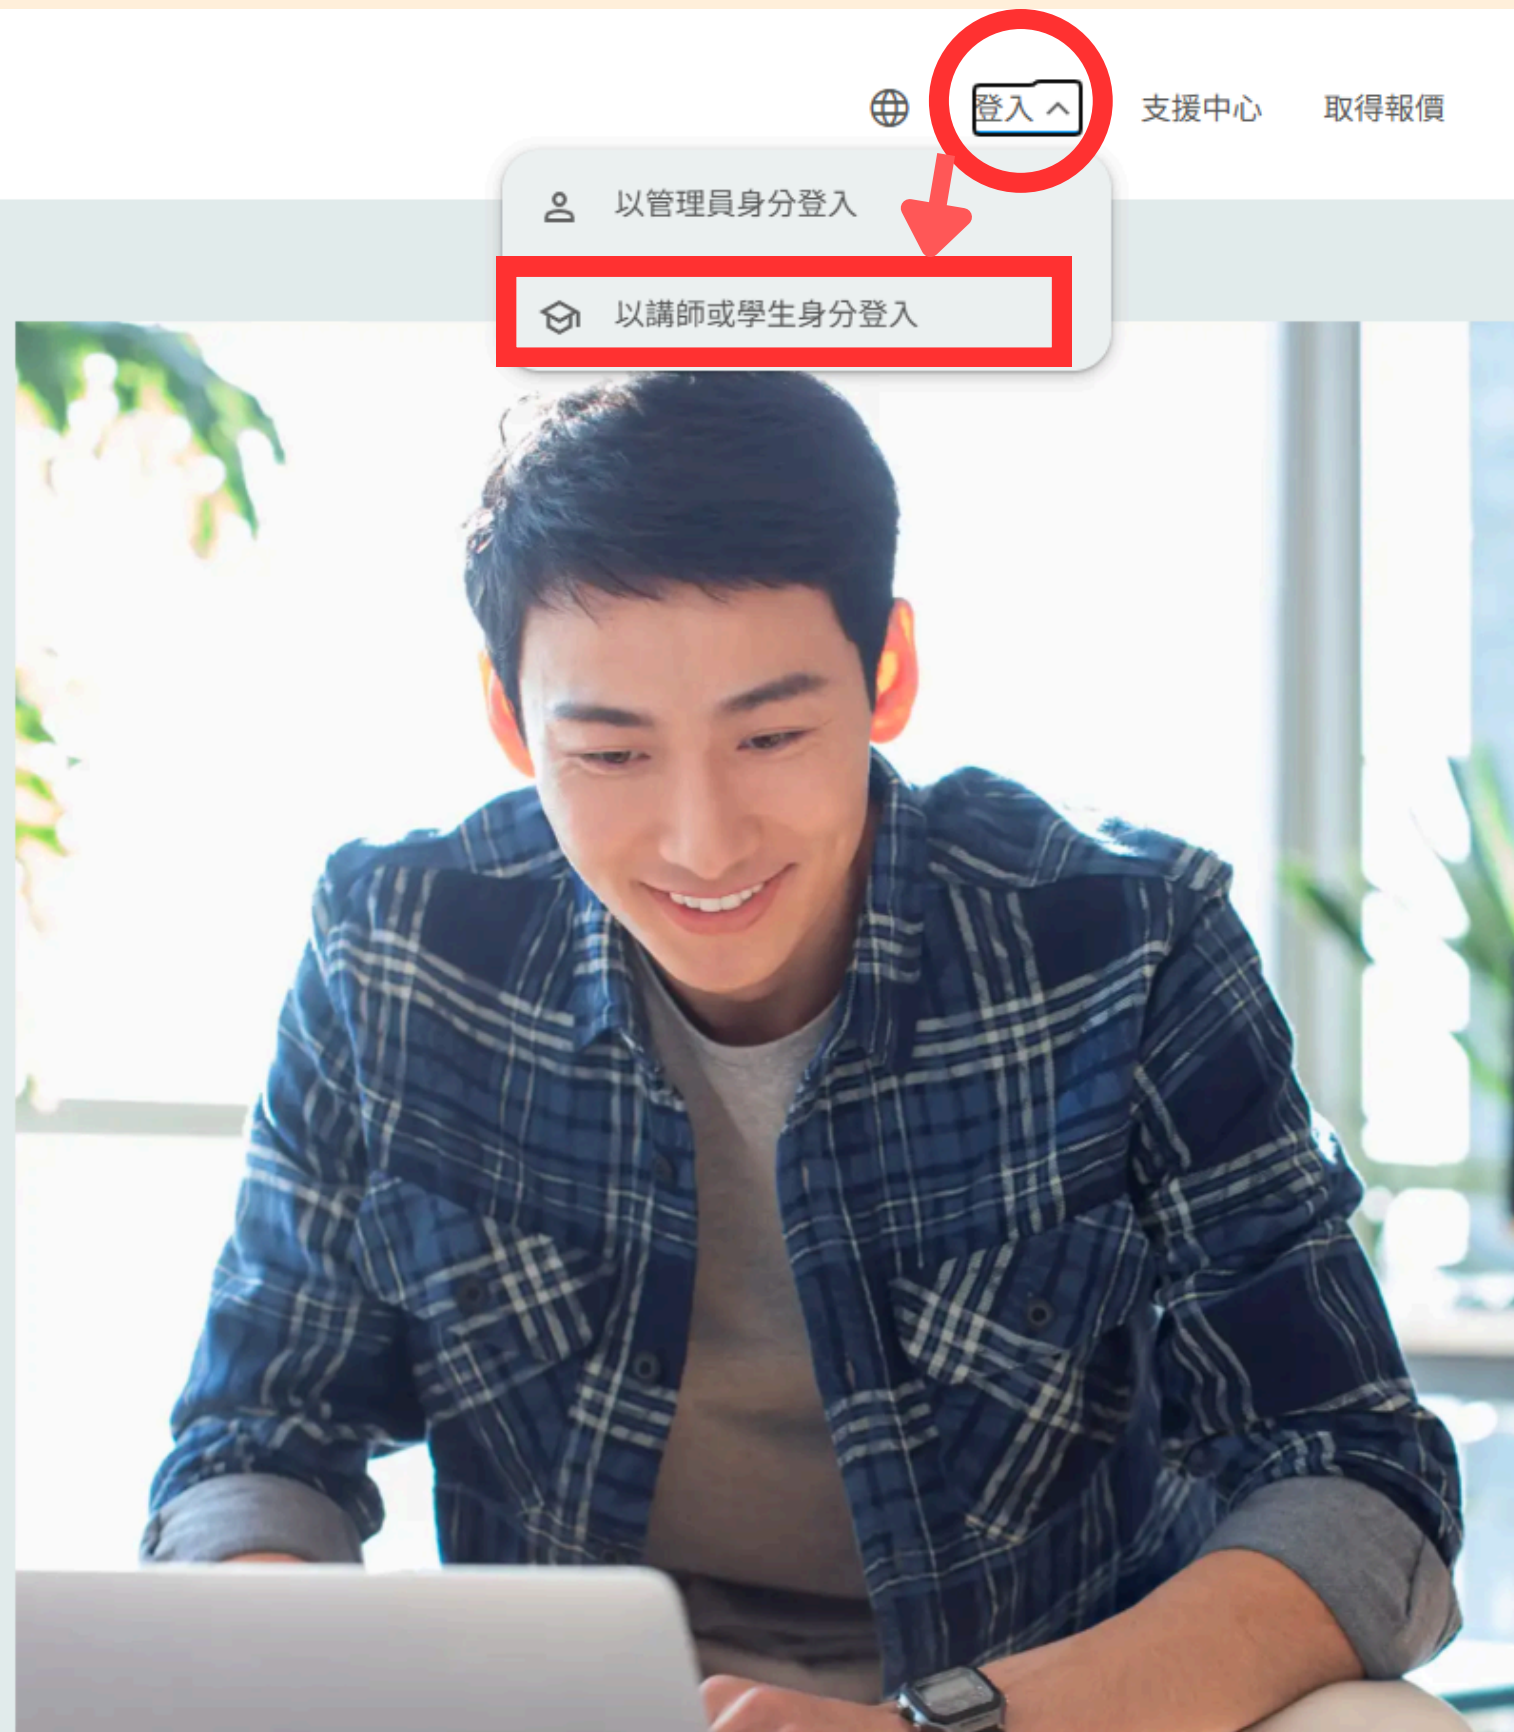 登入
支援中心
取得報價
以管理員身分登入
以講師或學生身分登入